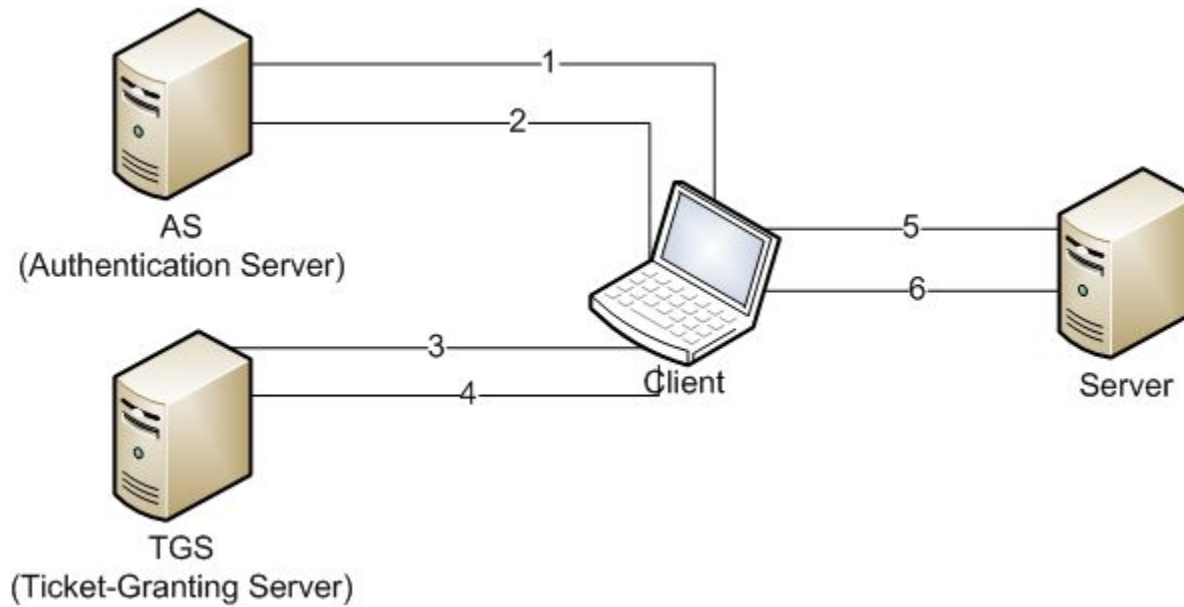 1
2
AS
(Authentication Server)
5
6
3
4
Client
Server
TGS
(Ticket-Granting Server)